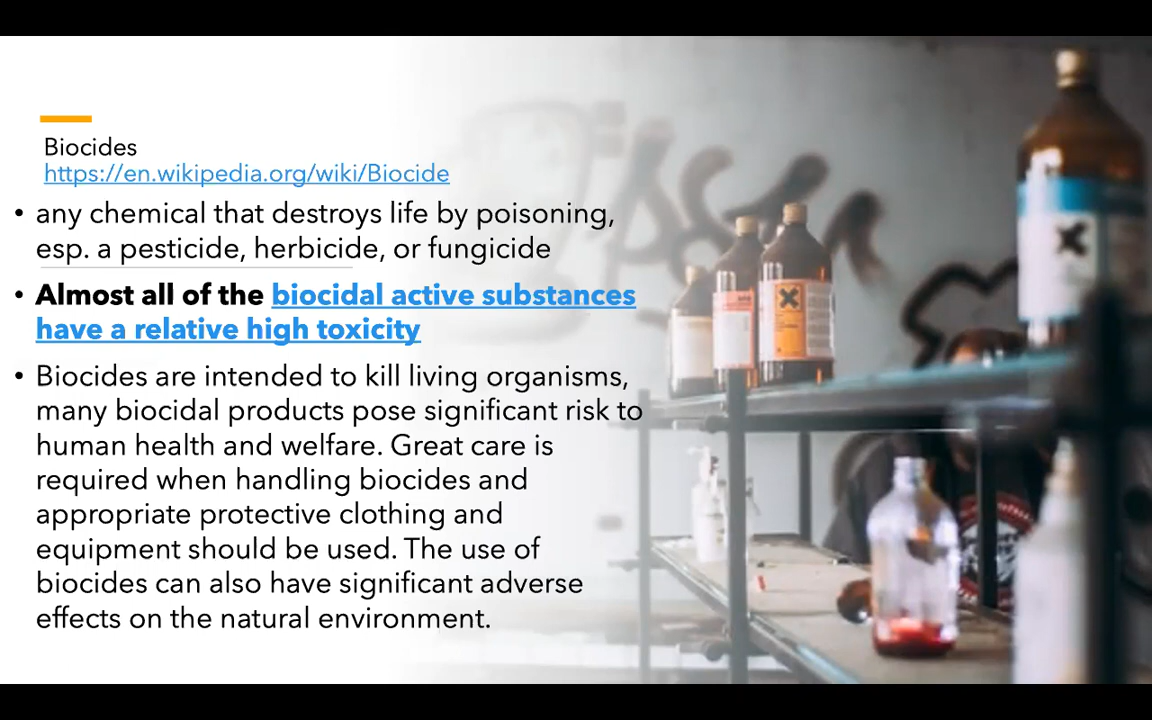 Biocides
https://en.wikipedia.org/wiki/Biocide
• any chemical that destroys life by poisoning,
esp. a pesticide, herbicide, or fungicide
• Almost all of the biocidal active substances
have a relative high toxicity
• Biocides are intended to kill living organisms,
many biocidal products pose significant risk to
human health and welfare. Great care is
required when handling biocides and
appropriate protective clothing and
equipment should be used. The use of
biocides can also have significant adverse
effects on the natural environment.